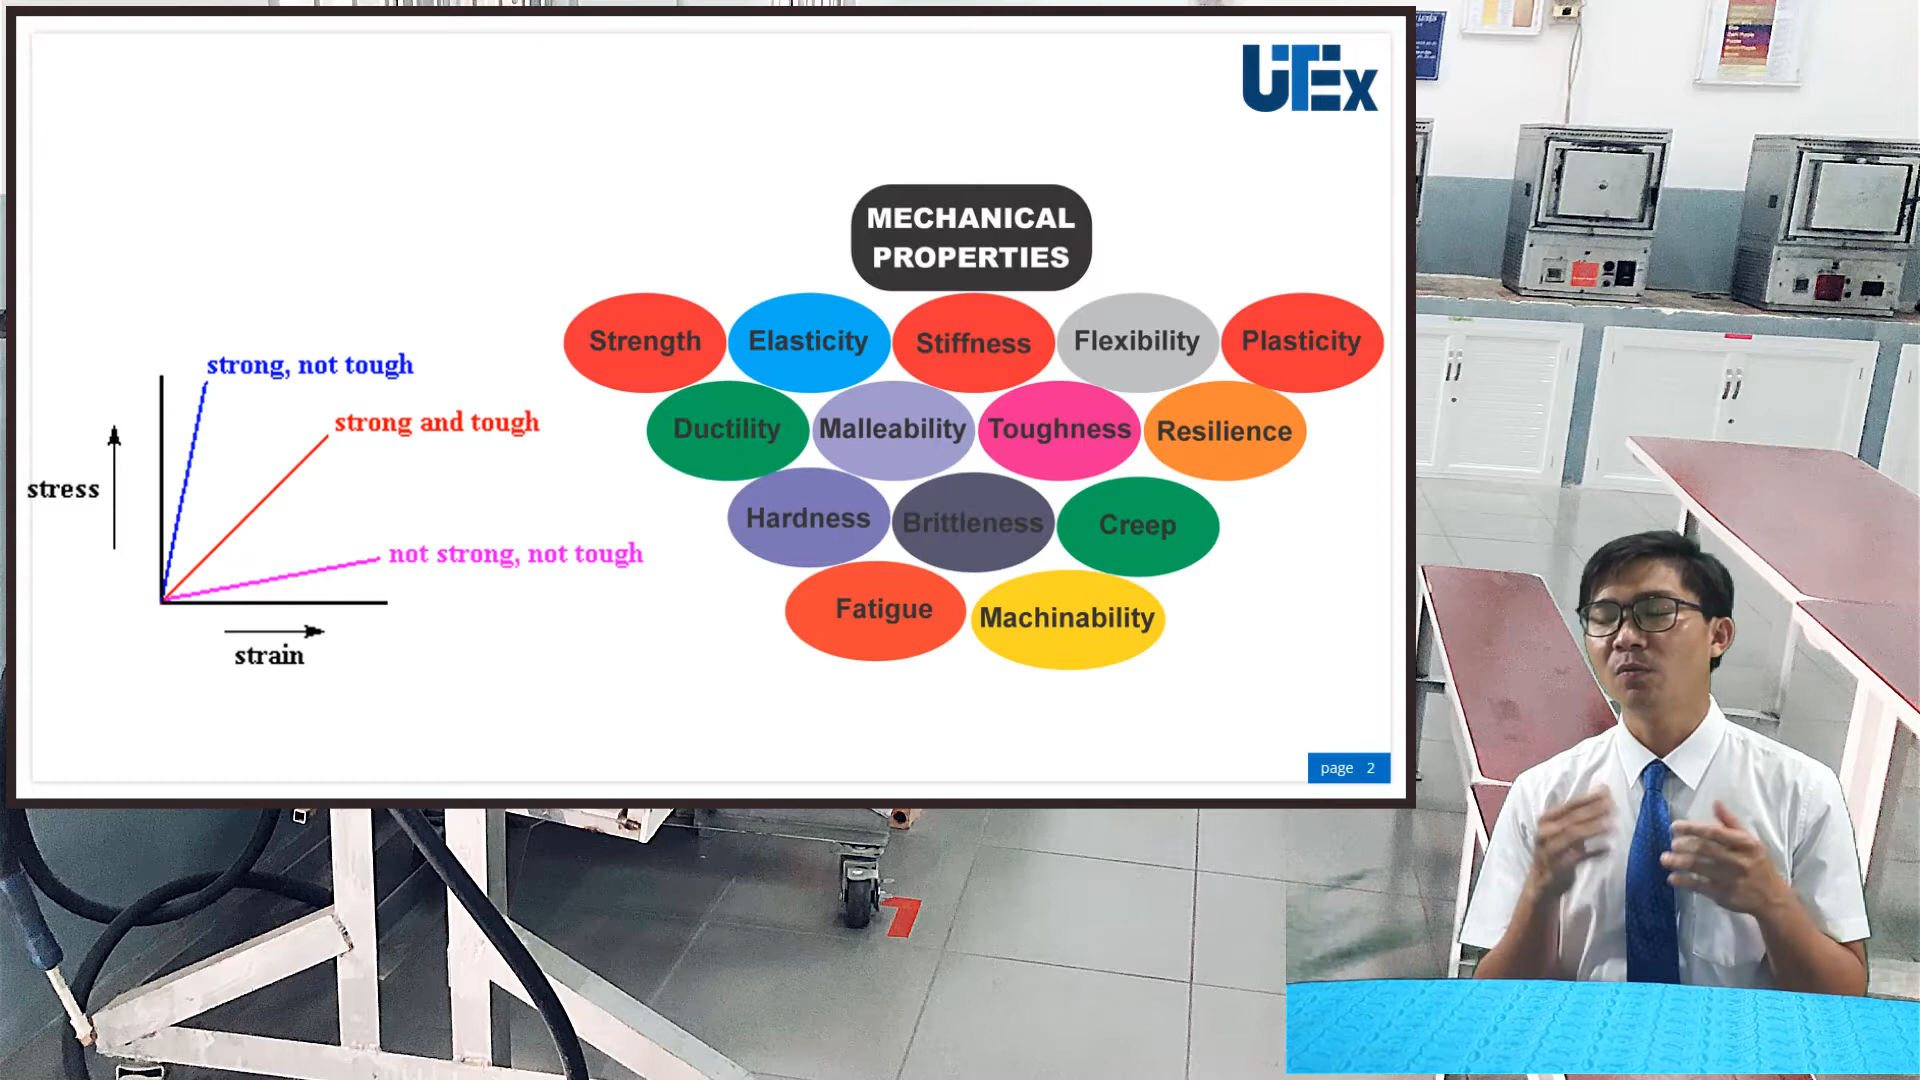 UTEx
MECHANICAL
PROPERTIES
Strength
Elasticity
Stiffness
Flexibility
Plasticity
Ductility
Malleability
Toughness
Resilience
Hardness
Brittleness
Creep
Fatigue
Machinability
strong, not tough
strong and tough
stress
not strong, not tough
strain
page 2